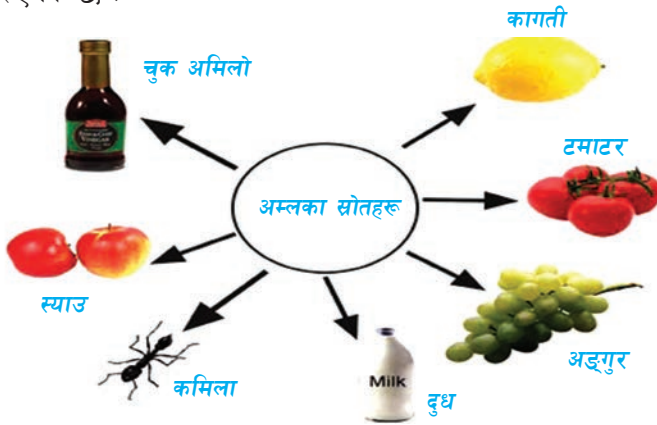 कागती
चुक अमिलो
टमाटर
अम्लका स्रोतहरू
स्याउ
अङ्गुर
कमिला
Milk
दुध